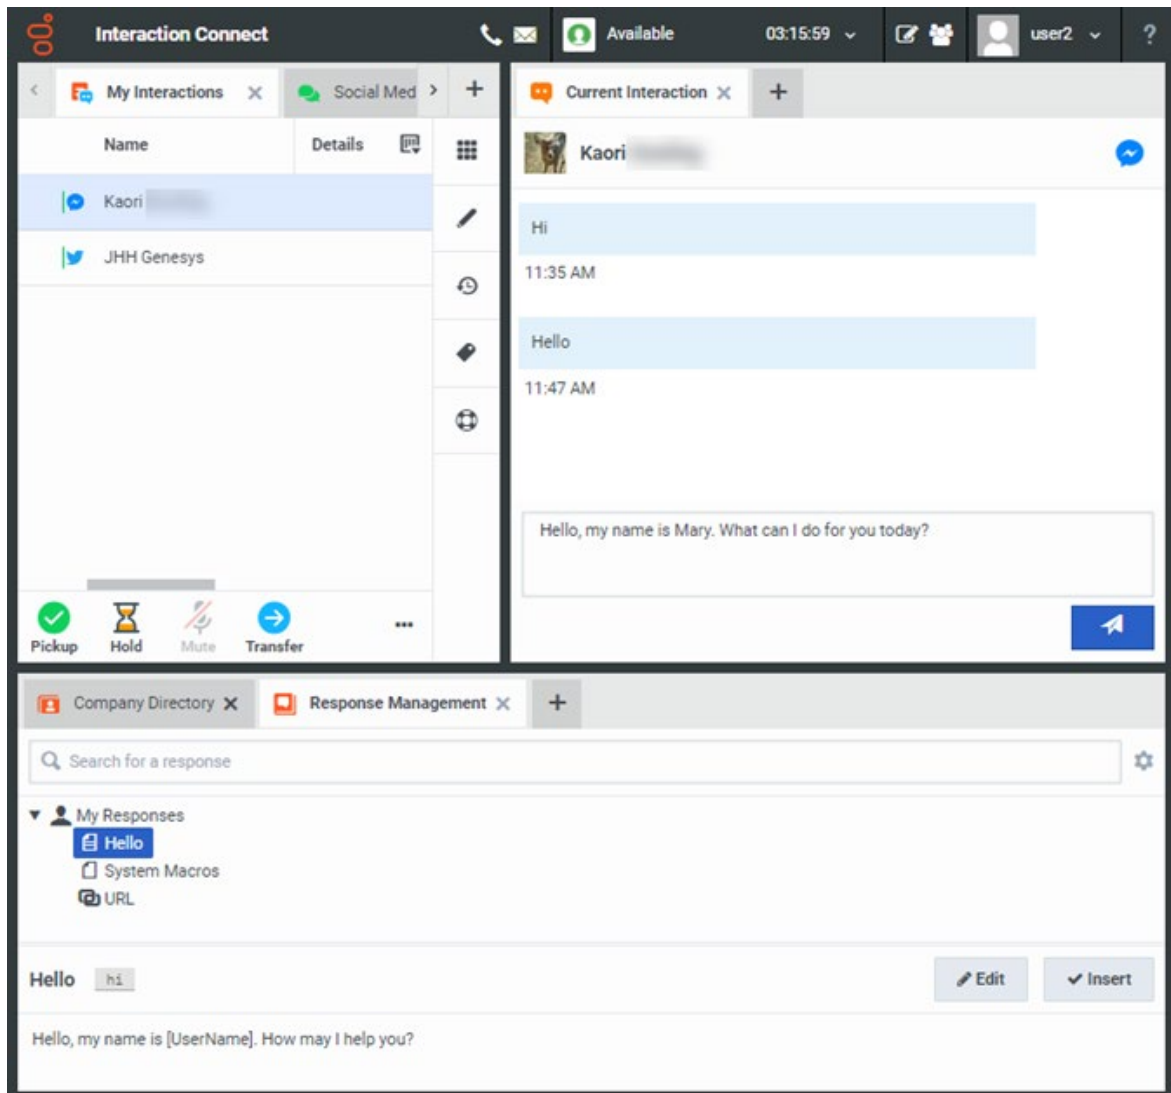 Interaction Connect
Available
03:15:59
user2
?
My Interactions
Social Med
Current Interaction
Name
Details
Kaori
Kaori
JHH Genesys
Hi
11:35 AM
Hello
11:47 AM
Hello, my name is Mary. What can I do for you today?
Pickup
Hold
Mute
Transfer
Company Directory
Response Management
Search for a response
My Responses
Hello
System Macros
URL
Hello
hi
Edit
Insert
Hello, my name is [UserName]. How may I help you?